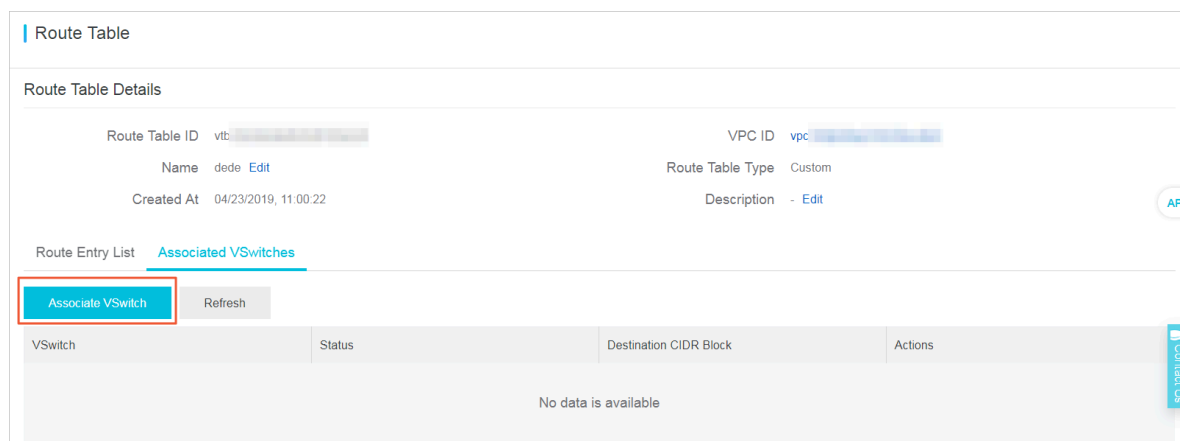 Route Table
Route Table Details
Route Table ID vtb
VPC ID vpc
Name dede Edit
Route Table Type Custom
Created At 04/23/2019, 11:00:22
Description - Edit
Route Entry List Associated VSwitches
Associate VSwitch Refresh
VSwitch Status Destination CIDR Block Actions
No data is available
Contact Us